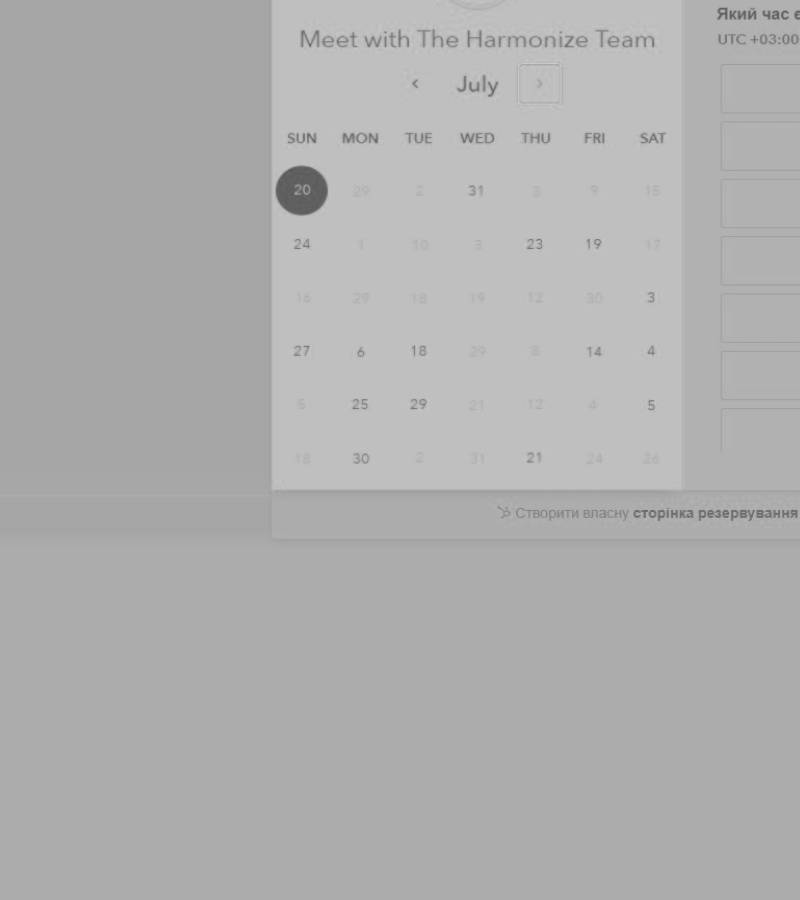 Meet with The Harmonize Team
Який час
UTC +03:00
July
SUN MON TUE WED THU FRI SAT
20 29 2 31 3 9 15
24 1 10 3 23 19 17
16 29 18 19 12 30 3
27 6 18 29 8 14 4
5 25 29 21 12 4 5
18 30 2 31 21 24 26
Створити власну сторінка резервування